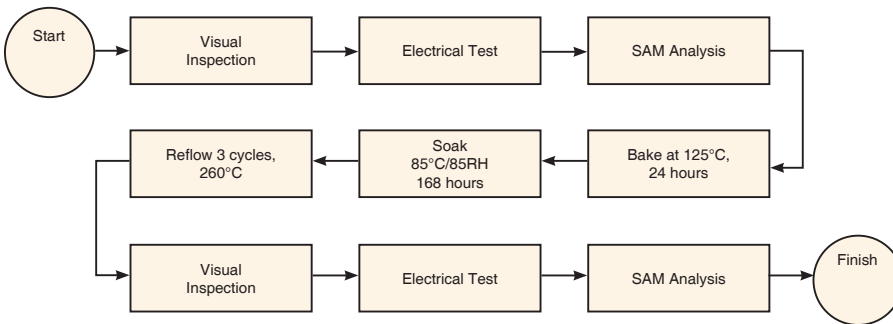 Start
Visual
Inspection
Electrical Test
SAM Analysis
Bake at 125°C,
24 hours
Soak
85°C/85RH
168 hours
Reflow 3 cycles,
260°C
Visual
Inspection
Electrical Test
SAM Analysis
Finish